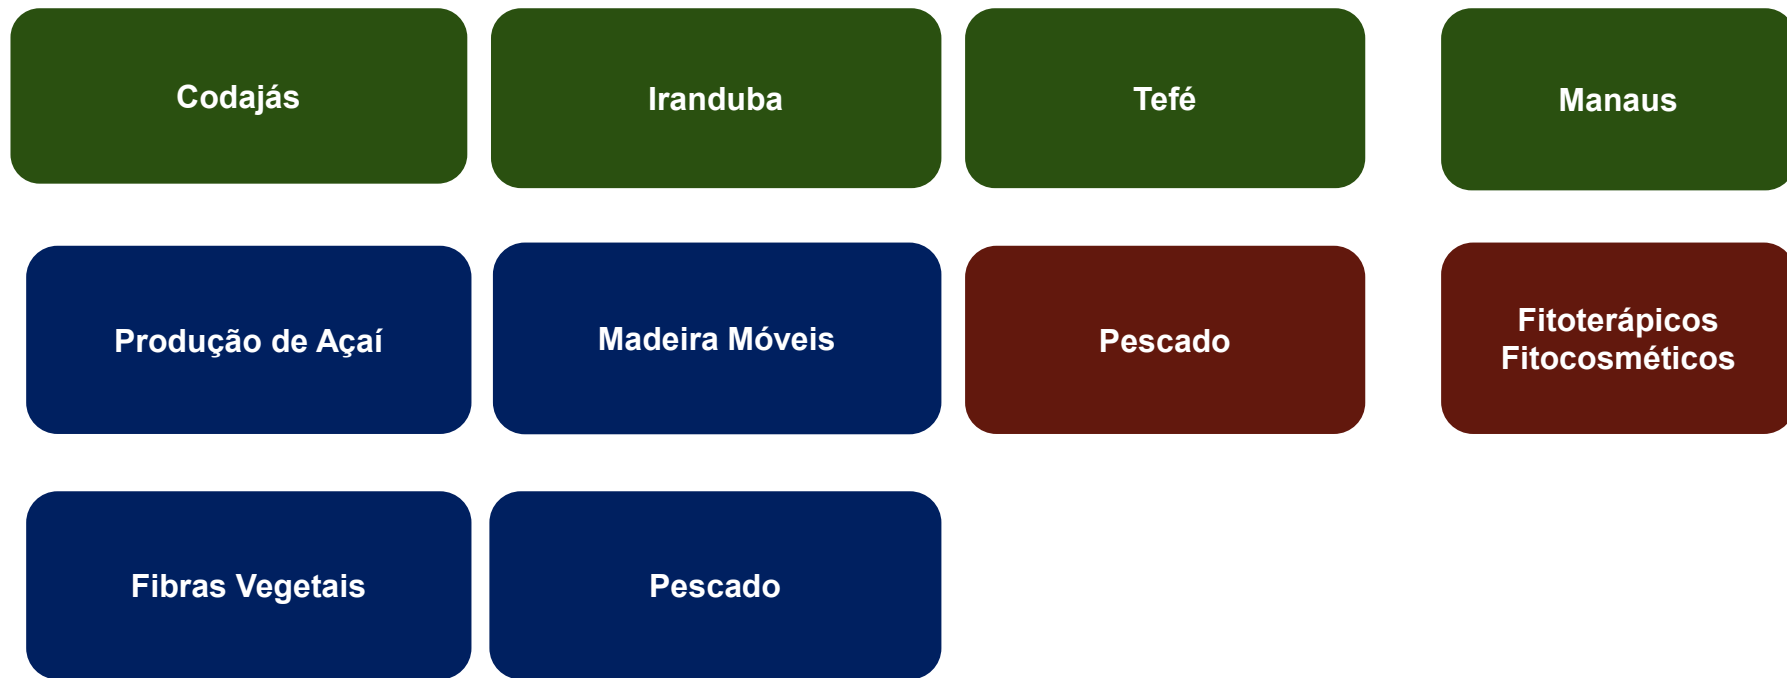 Codajás
Iranduba
Tefé
Manaus
Produção de Açaí
Madeira Móveis
Pescado
Fitoterápicos
Fitocosméticos
Fibras Vegetais
Pescado